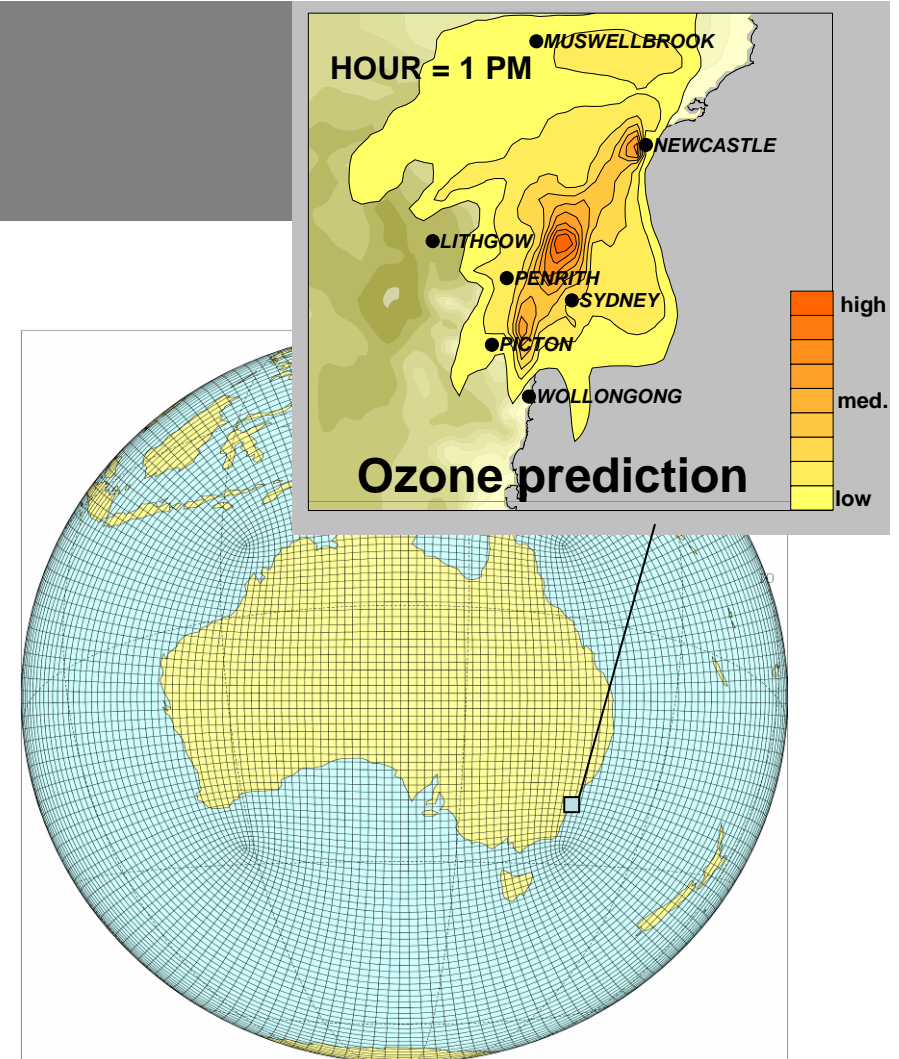 MUSWELLBROOK
HOUR = 1 PM
NEWCASTLE
LITHGOW
PENRITH
SYDNEY
high
PICTON
WOLLONGONG
med.
Ozone prediction
low